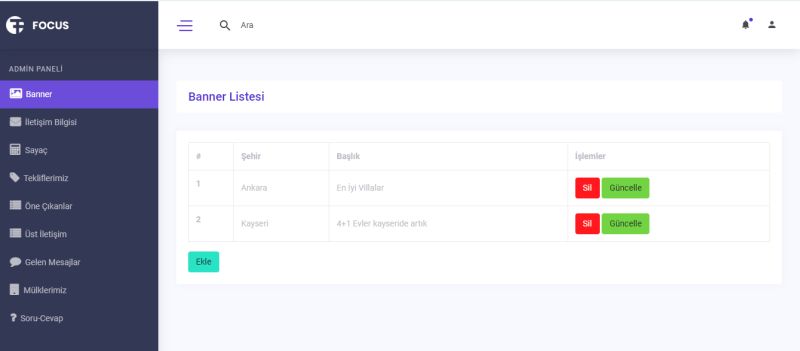 FOCUS
Ara
ADMİN PANELİ
Banner
İletişim Bilgisi
Sayaç
Tekliflerimiz
Öne Çıkanlar
Üst İletişim
Gelen Mesajlar
Mülklerimiz
Soru-Cevap
Banner Listesi
# Şehir Başlık İşlemler
1 Ankara En İyi Villalar Sil Güncelle
2 Kayseri 4+1 Evler kayseride artık Sil Güncelle
Ekle